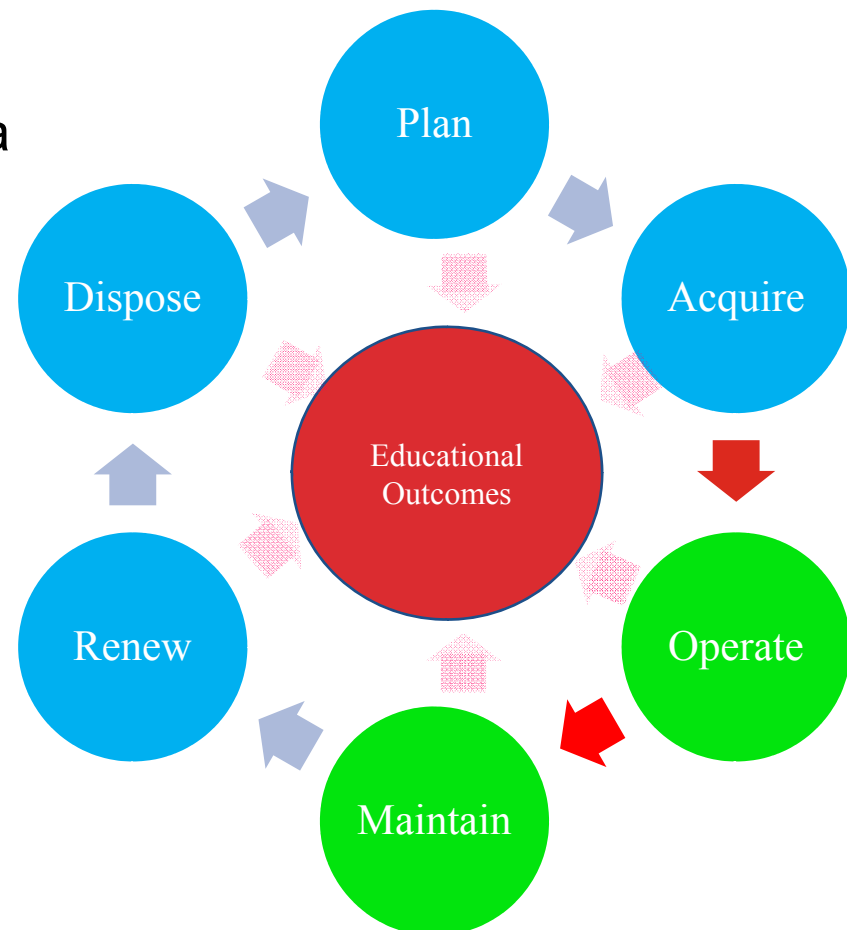 a
Plan
Dispose
Acquire
Educational
Outcomes
Renew
Operate
Maintain